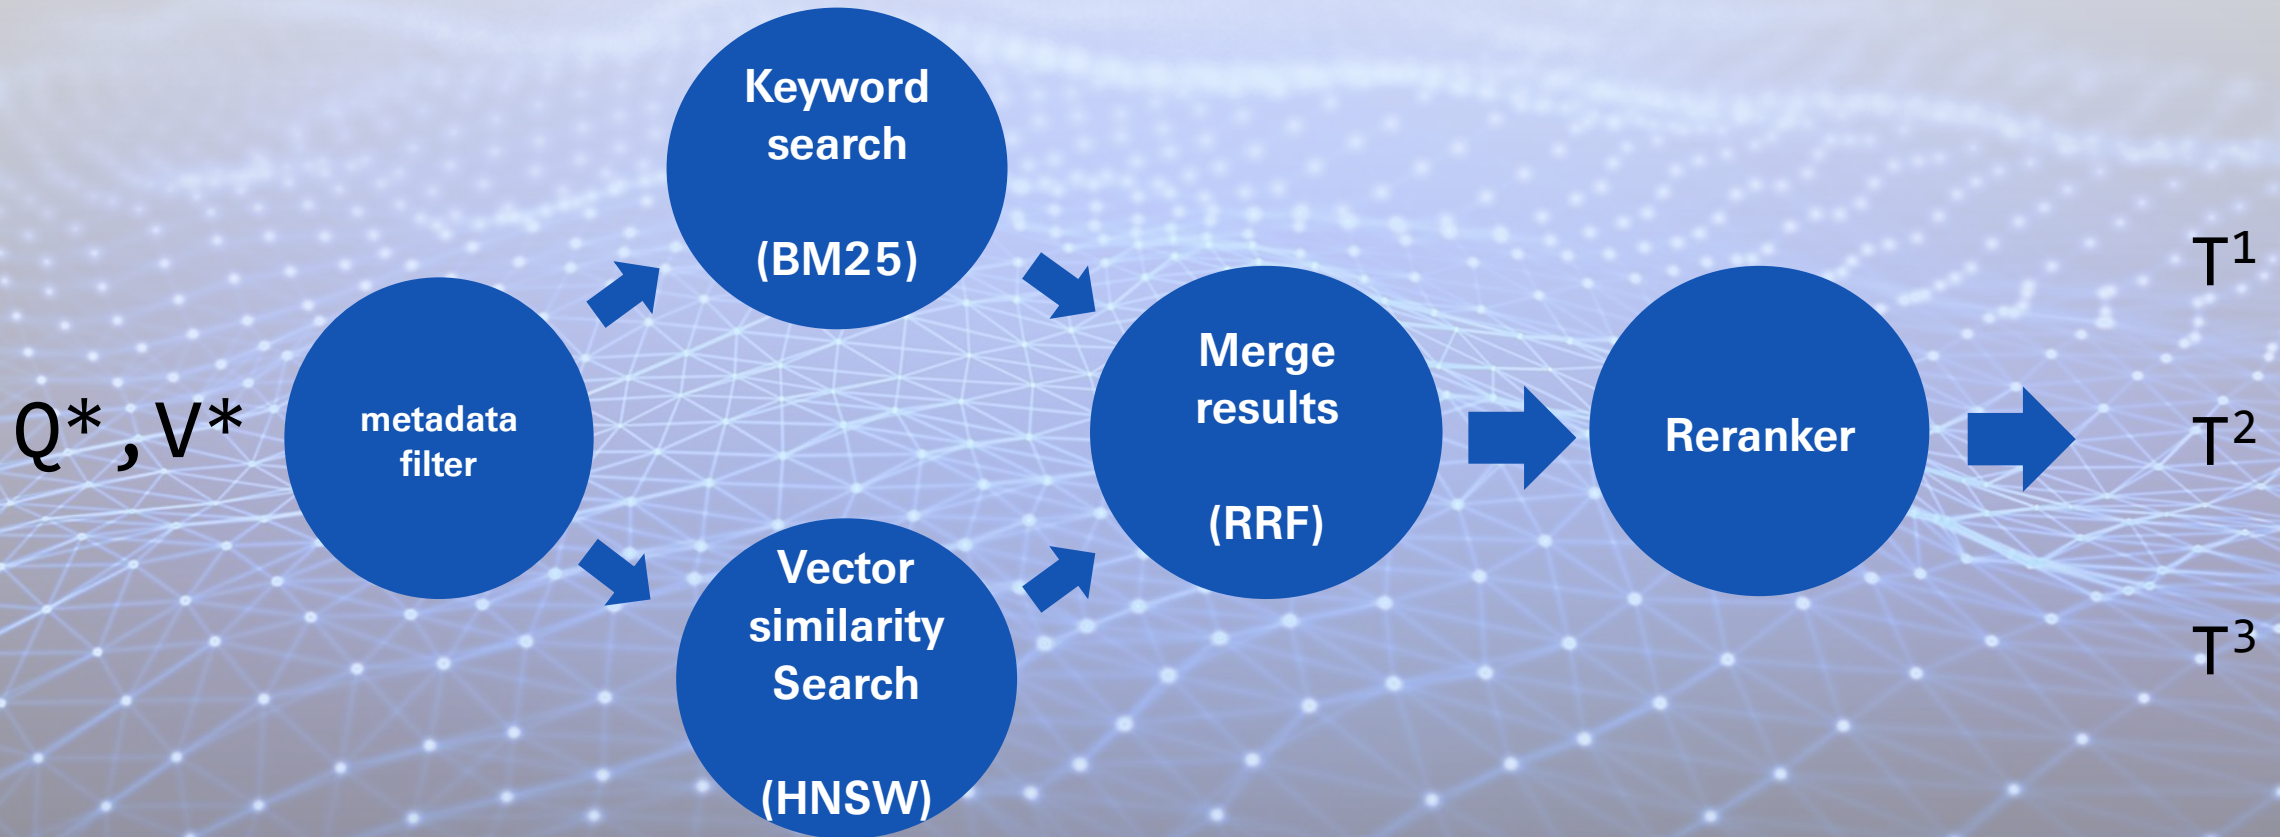 Q*,V*
metadata
filter
Keyword
search
(BM25)
Vector
similarity
Search
(HNSW)
Merge
results
(RRF)
Reranker
T¹
T²
T³